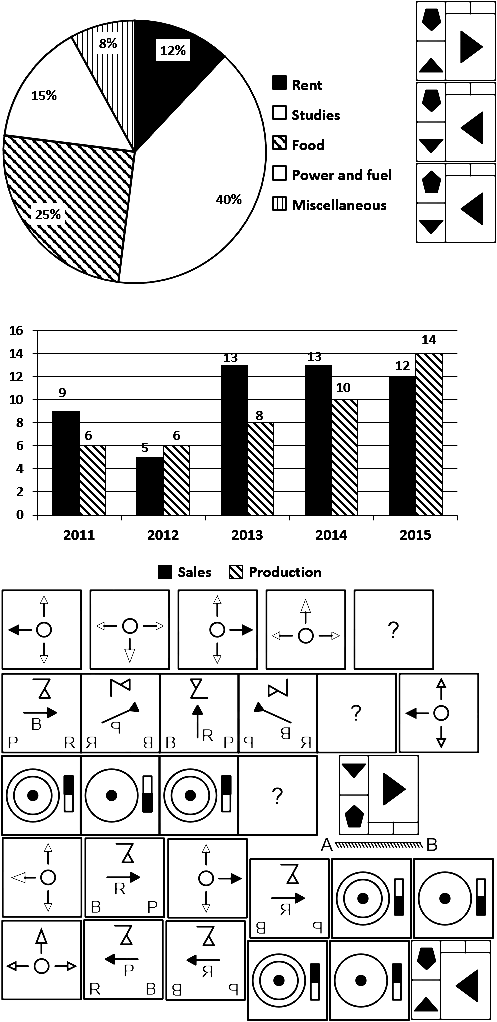 8%
12%
15%
25%
40%
Rent
Studies
Food
Power and fuel
Miscellaneous
16
14
12
10
8
6
4
2
0
9
6
5
6
13
8
13
10
12
14
2011 2012 2013 2014 2015
Sales Production
?
B P R B
P R R B B P P R
?
?
A B
R
B P
R
B P
P R
R B B P